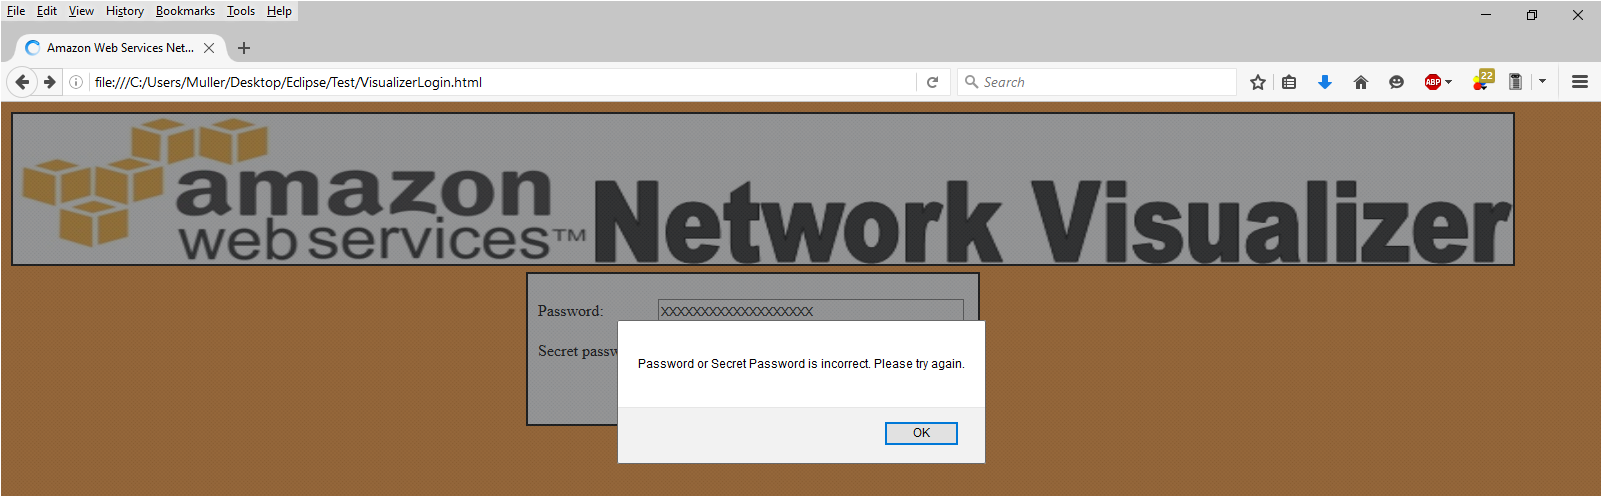 File Edit View History Bookmarks Tools Help
Amazon Web Services Net...
file:///C:/Users/Muller/Desktop/Eclipse/Test/VisualizerLogin.html
Search
ABP
22
amazon
web services™
Network Visualizer
Password: XXXXXXXXXXXXXXXXXXX
Secret passw
Password or Secret Password is incorrect. Please try again.
OK